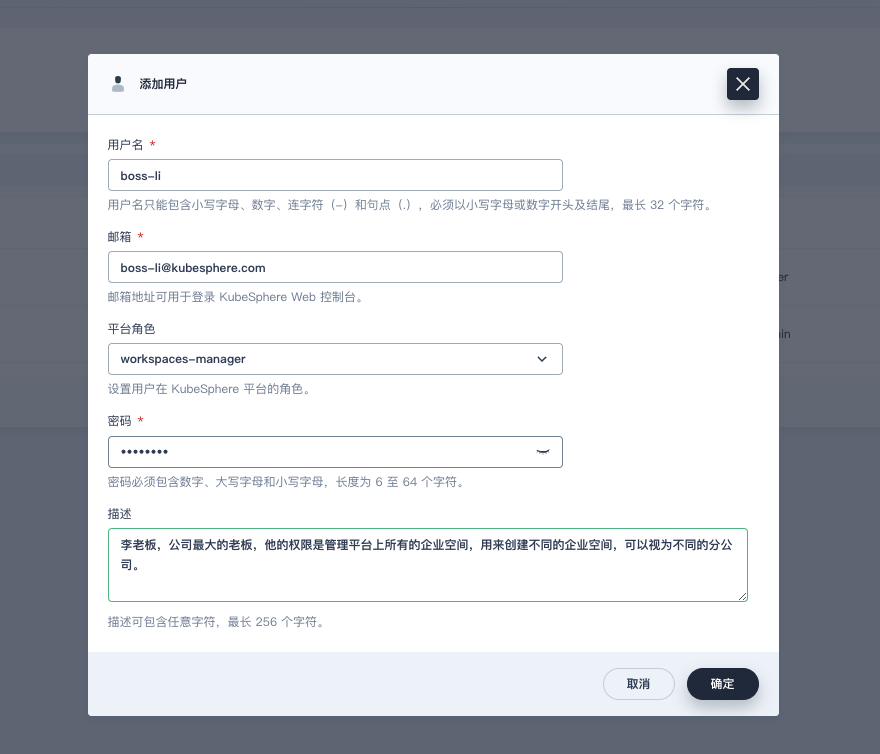 添加用户
用户名 *
boss-li
用户名只能包含小写字母、数字、连字符（-）和句点（.），必须以小写字母或数字开头及结尾，最长 32 个字符。
邮箱 *
boss-li@kubesphere.com
邮箱地址可用于登录 KubeSphere Web 控制台。
平台角色
workspaces-manager
设置用户在 KubeSphere 平台的角色。
密码 *
••••••••
密码必须包含数字、大写字母和小写字母，长度为 6 至 64 个字符。
描述
李老板，公司最大的老板，他的权限是管理平台上所有的企业空间，用来创建不同的企业空间，可以视为不同的分公
司。
描述可包含任意字符，最长 256 个字符。
取消 确定